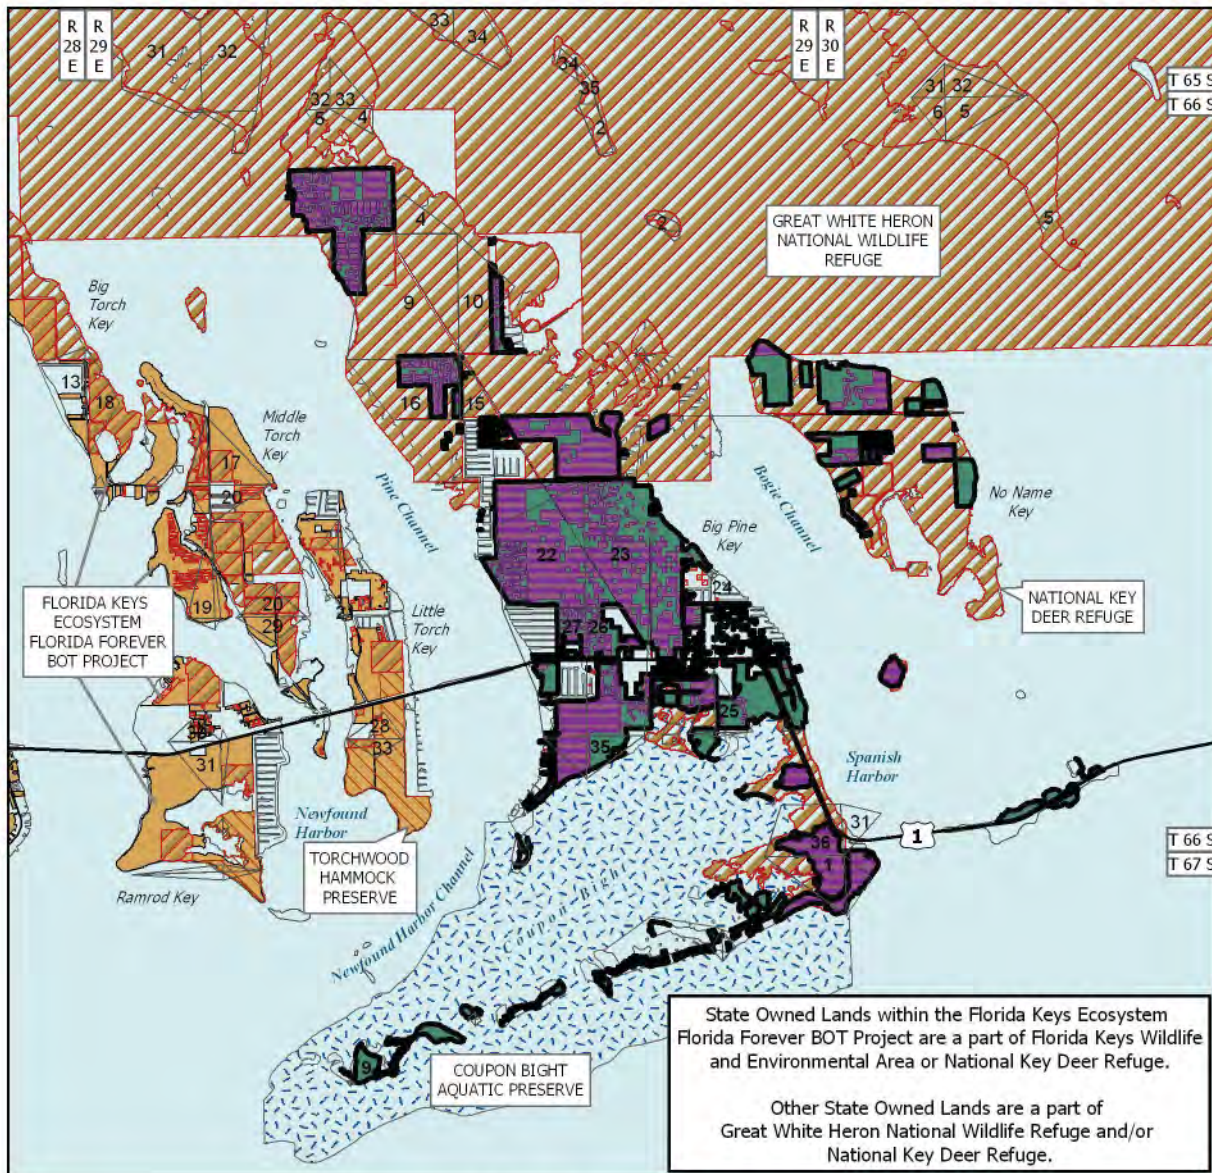 R
28
E
R
29
E
31
32
33
34
34
35
2
R
29
E
R
30
E
31
32
6
5
T 65 S
T 66 S
32
33
5
4
4
2
5
GREAT WHITE HERON
NATIONAL WILDLIFE
REFUGE
Big
Torch
Key
9
10
13
18
16
15
Middle
Torch
Key
17
20
Pine Channel
Bogie Channel
No Name
Key
Big Pine
Key
22
23
24
FLORIDA KEYS
ECOSYSTEM
FLORIDA FOREVER
BOT PROJECT
19
20
29
21
Little
Torch
Key
27
26
NATIONAL KEY
DEER REFUGE
25
28
33
31
35
Spanish
Harbor
Newfound
Harbor
31
1
36
1
T 66 S
T 67 S
TORCHWOOD
HAMMOCK
PRESERVE
Ramrod Key
Newfound Harbor Channel
Coupon Bight
9
COUPON BIGHT
AQUATIC PRESERVE
State Owned Lands within the Florida Keys Ecosystem
Florida Forever BOT Project are a part of Florida Keys Wildlife
and Environmental Area or National Key Deer Refuge.
Other State Owned Lands are a part of
Great White Heron National Wildlife Refuge and/or
National Key Deer Refuge.